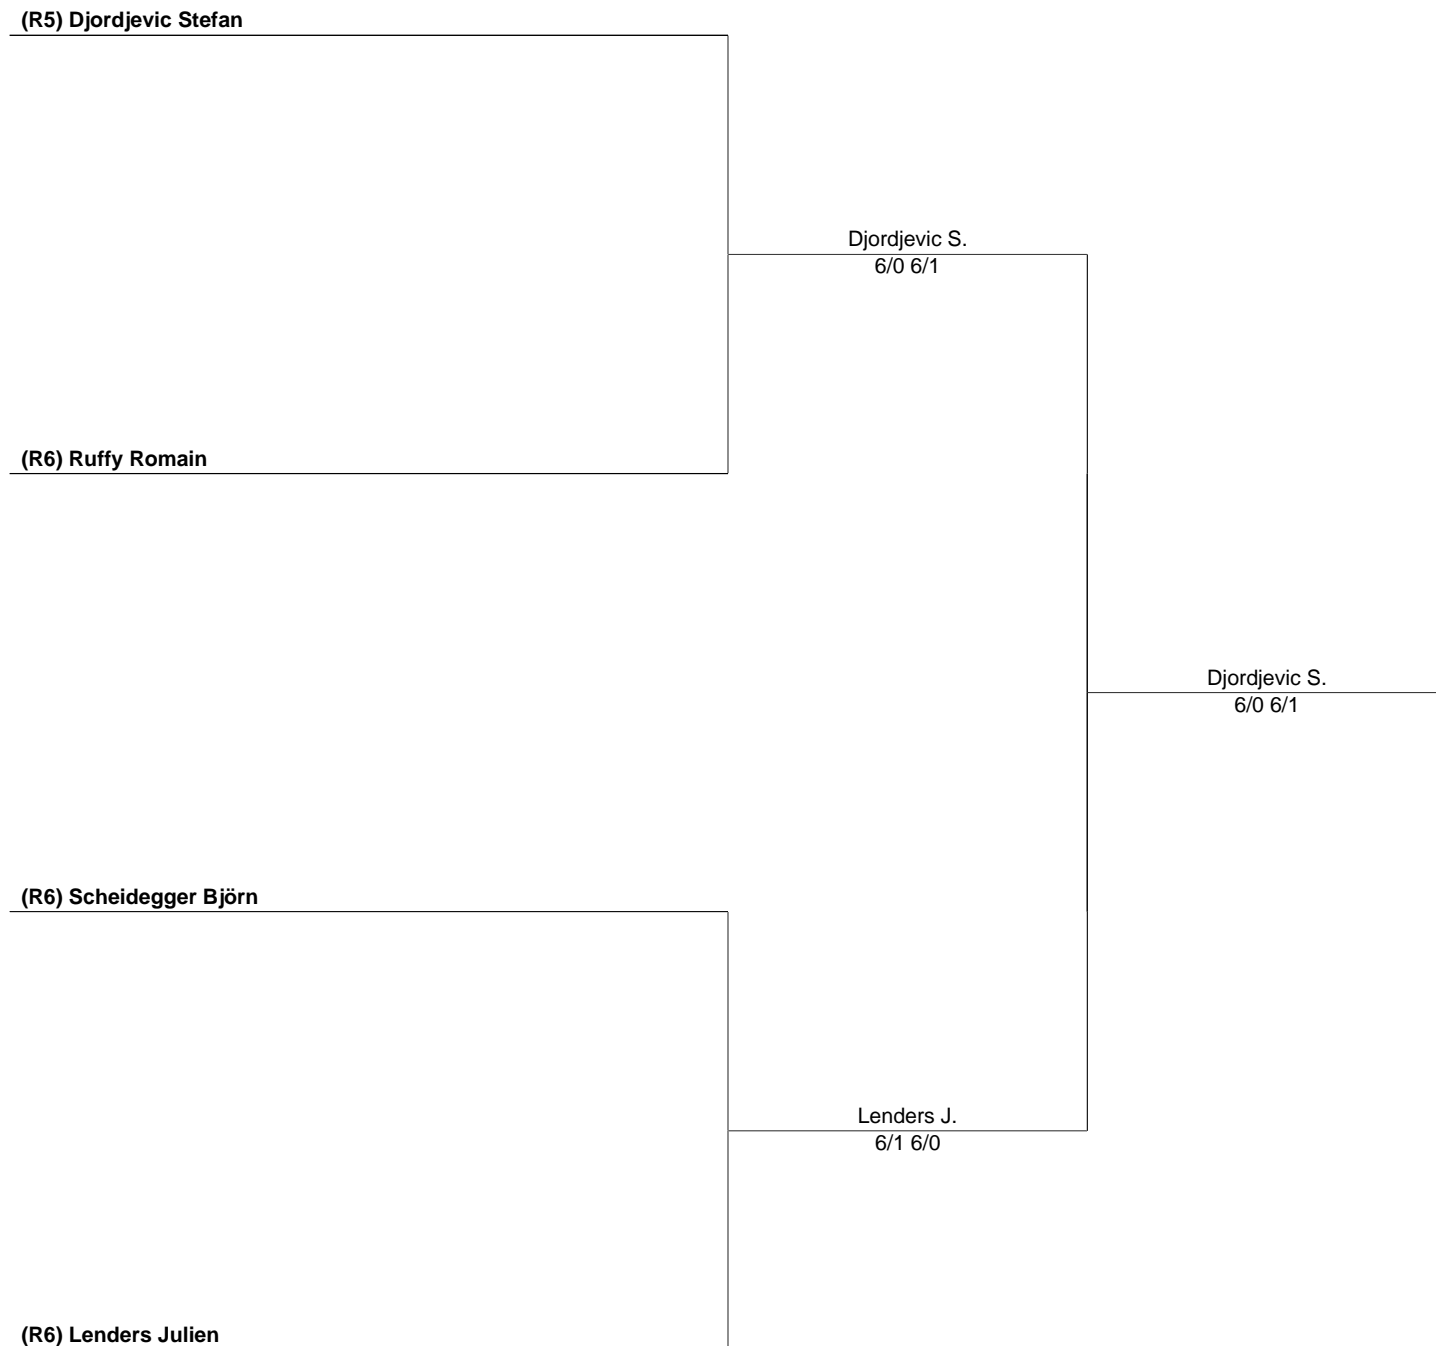 (R5) Djordjevic Stefan
Djordjevic S.
6/0 6/1
(R6) Ruffy Romain
Djordjevic S.
6/0 6/1
(R6) Scheidegger Björn
Lenders J.
6/1 6/0
(R6) Lenders Julien